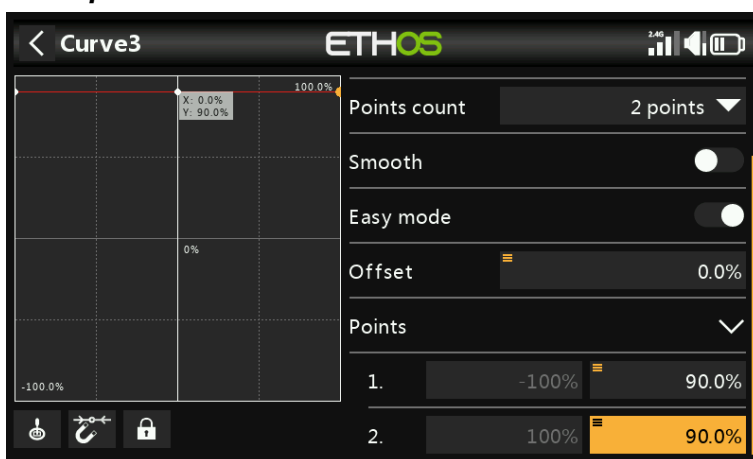 Curve3
ETHOS
2.4G
100.0%
X: 0.0%
Y: 90.0%
0%
-100.0%
Points count 2 points
Smooth
Easy mode
Offset 0.0%
Points
1. -100% 90.0%
2. 100% 90.0%